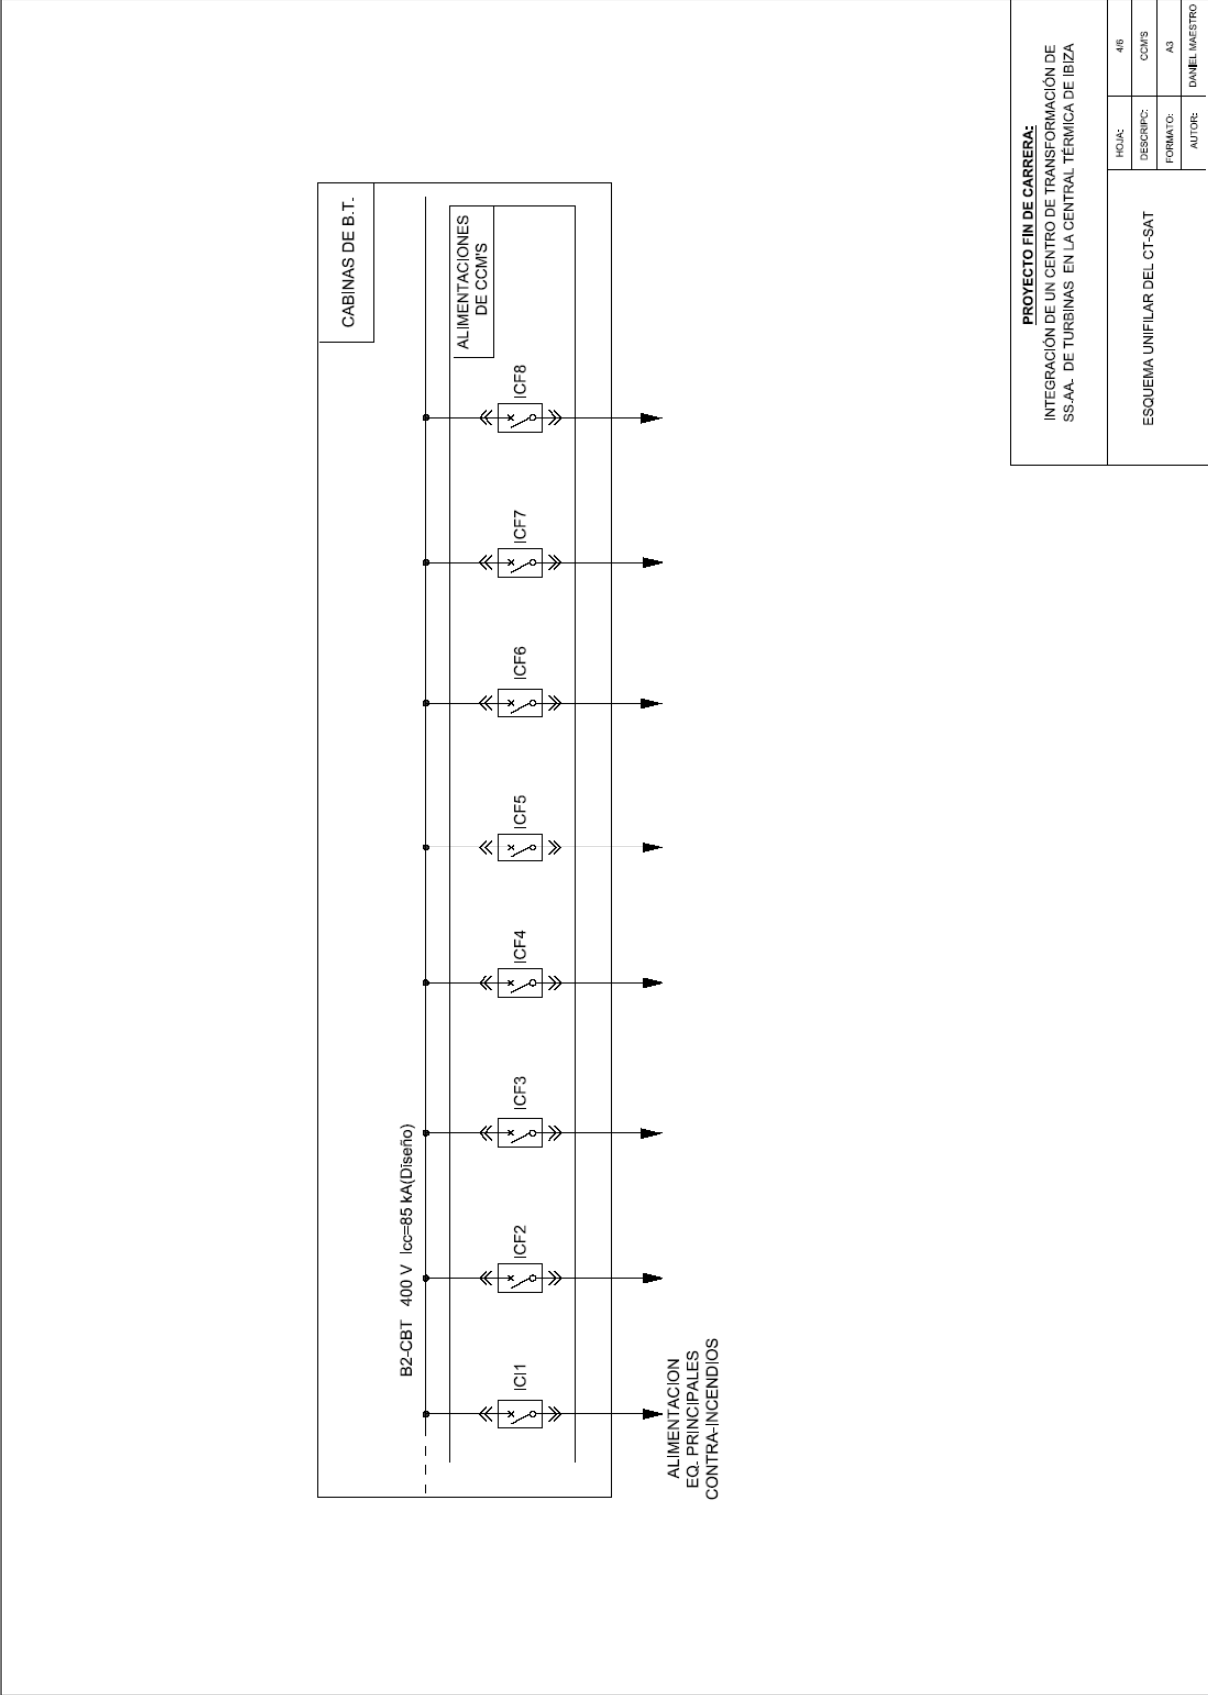 CABINAS DE B.T.
ALIMENTACIONES
DE CCM'S
B2-CBT 400 V Icc=85 kA(Diseño)
ICI1
ICF2
ICF3
ICF4
ICF5
ICF6
ICF7
ICF8
ALIMENTACION
EQ. PRINCIPALES
CONTRA-INCENDIOS
PROYECTO FIN DE CARRERA:
INTEGRACIÓN DE UN CENTRO DE TRANSFORMACIÓN DE
SS.AA. DE TURBINAS EN LA CENTRAL TÉRMICA DE IBIZA
ESQUEMA UNIFILAR DEL CT-SAT
HOJA: 4/6
DESCRIPC: CCM'S
FORMATO: A3
AUTOR: DANIEL MAESTRO